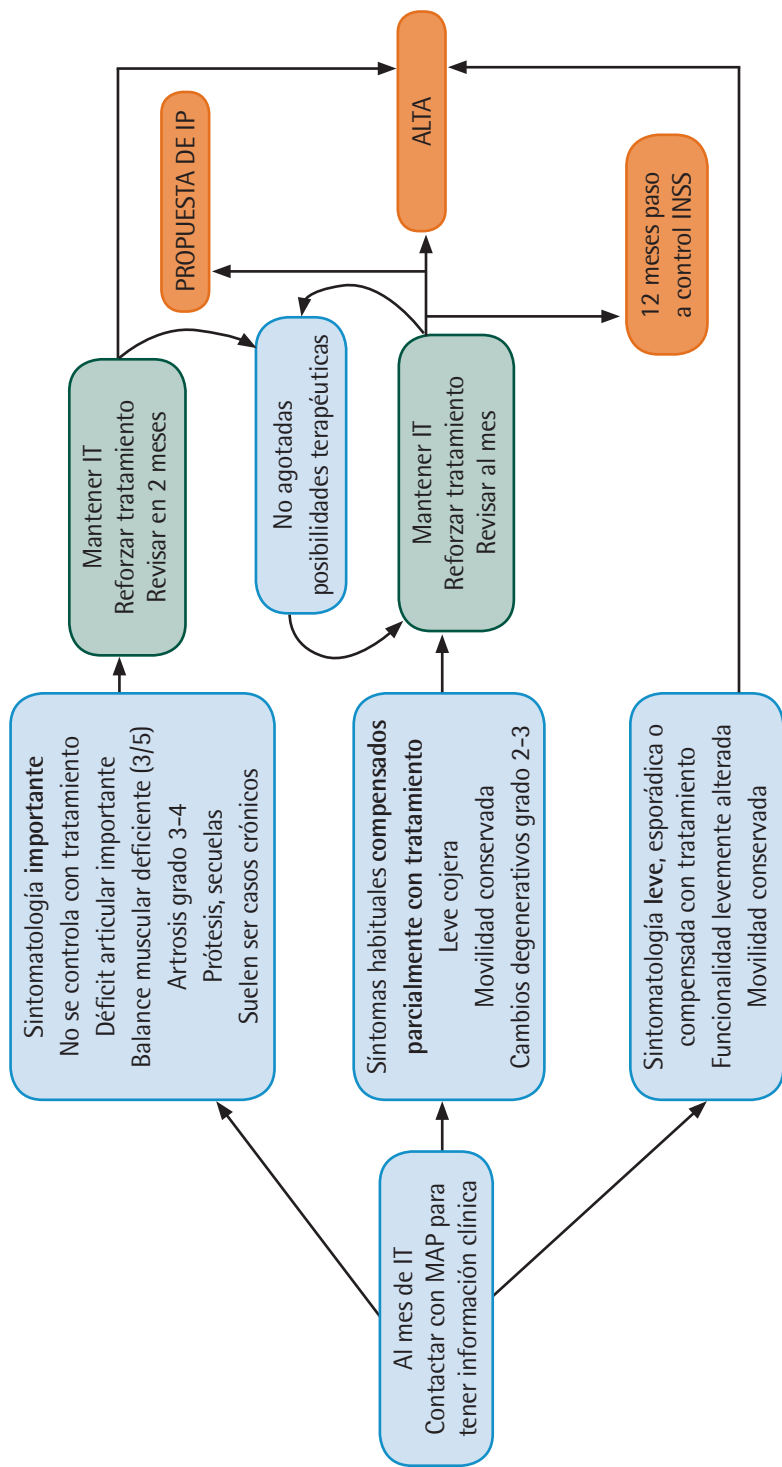 Al mes de IT
Contactar con MAP para
tener información clínica
Sintomatología importante
No se controla con tratamiento
Déficit articular importante
Balance muscular deficiente (3/5)
Artrosis grado 3-4
Prótesis, secuelas
Suelen ser casos crónicos
Síntomas habituales compensados
parcialmente con tratamiento
Leve cojera
Movilidad conservada
Cambios degenerativos grado 2-3
Sintomatología leve, esporádica o
compensada con tratamiento
Funcionalidad levemente alterada
Movilidad conservada
Mantener IT
Reforzar tratamiento
Revisar en 2 meses
No agotadas
posibilidades terapéuticas
Mantener IT
Reforzar tratamiento
Revisar al mes
PROPUESTA DE IP
ALTA
12 meses paso
a control INSS